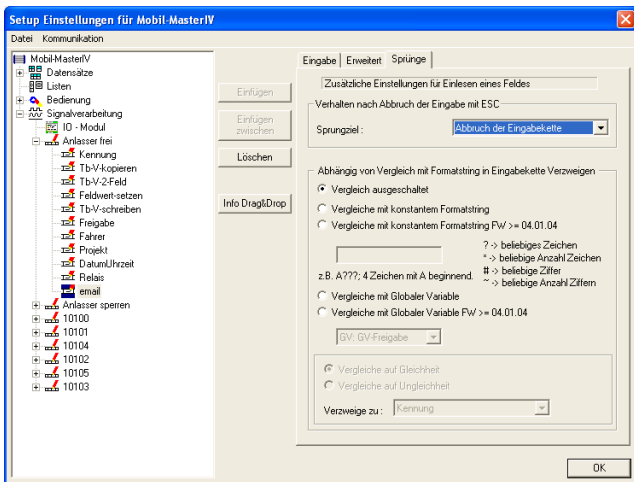 Setup Einstellungen für Mobil-MasterIV
Datei Kommunikation
Mobil-MasterIV
Datensätze
Listen
Bedienung
Signalverarbeitung
IO - Modul
Anlasser frei
Kennung
Tb-V-kopieren
Tb-V-2-Feld
Feldwert-setzen
Tb-V-schreiben
Freigabe
Fahrer
Projekt
DatumUhrzeit
Relais
email
Anlasser sperren
10100
10101
10104
10102
10105
10103
Einfügen
Einfügen
zwischen
Löschen
Info Drag&Drop
Eingabe Erweitert Sprünge
Zusätzliche Einstellungen für Einlesen eines Feldes
Verhalten nach Abbruch der Eingabe mit ESC
Sprungziel : Abbruch der Eingabekette
Abhängig von Vergleich mit Formatstring in Eingabekette Verzweigen
Vergleich ausgeschaltet
Vergleiche mit konstantem Formatstring
Vergleiche mit konstantem Formatstring FW >= 04.01.04
? -> beliebiges Zeichen
* -> beliebige Anzahl Zeichen
# -> beliebige Ziffer
~ -> beliebige Anzahl Ziffern
z.B. A???; 4 Zeichen mit A beginnend.
Vergleiche mit Globaler Variable
Vergleiche mit Globaler Variable FW >= 04.01.04
GV: GV-Freigabe
Vergleiche auf Gleichheit
Vergleiche auf Ungleichheit
Verzweige zu : Kennung
OK